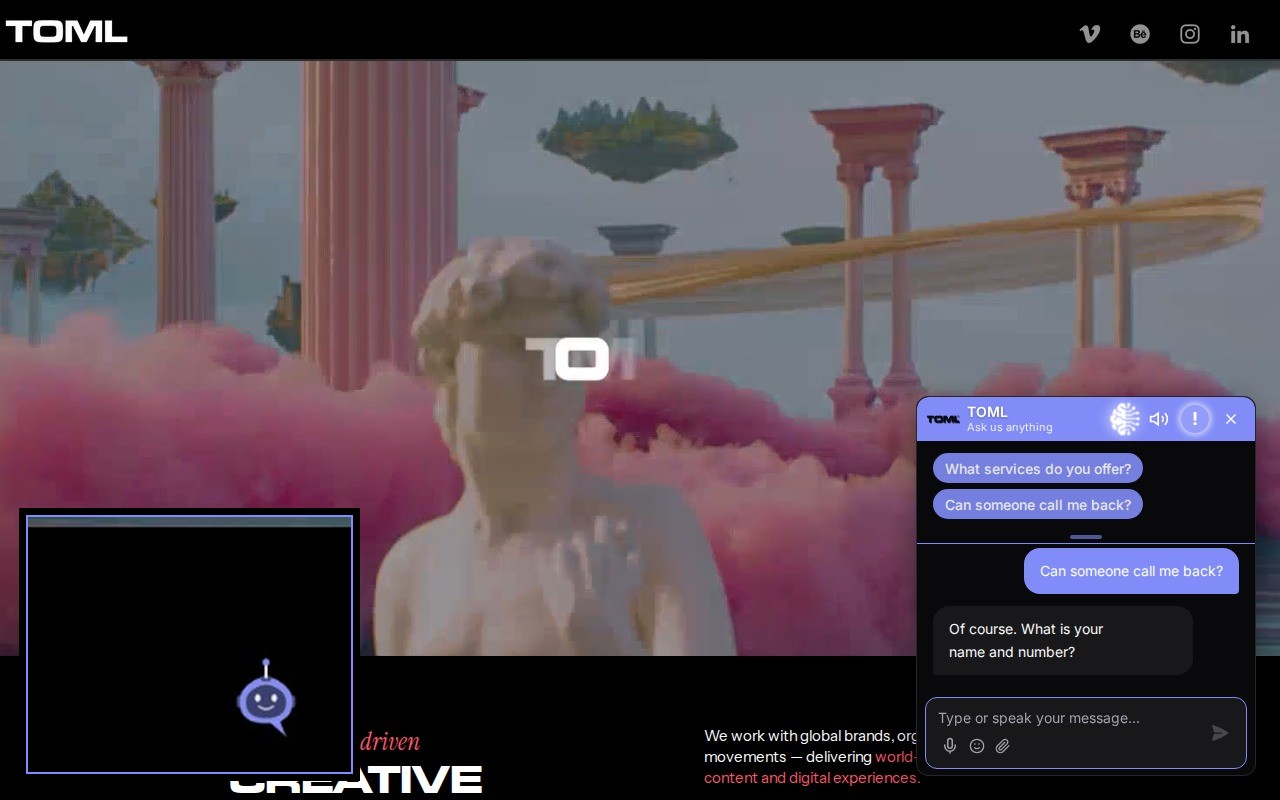 TOML
Bē
TOM
TOML
TOML
Ask us anything
!
What services do you offer?
Can someone call me back?
Can someone call me back?
Of course. What is your
name and number?
Type or speak your message...
driven
CREATIVE
We work with global brands,
movements — delivering world-
content and digital experiences.